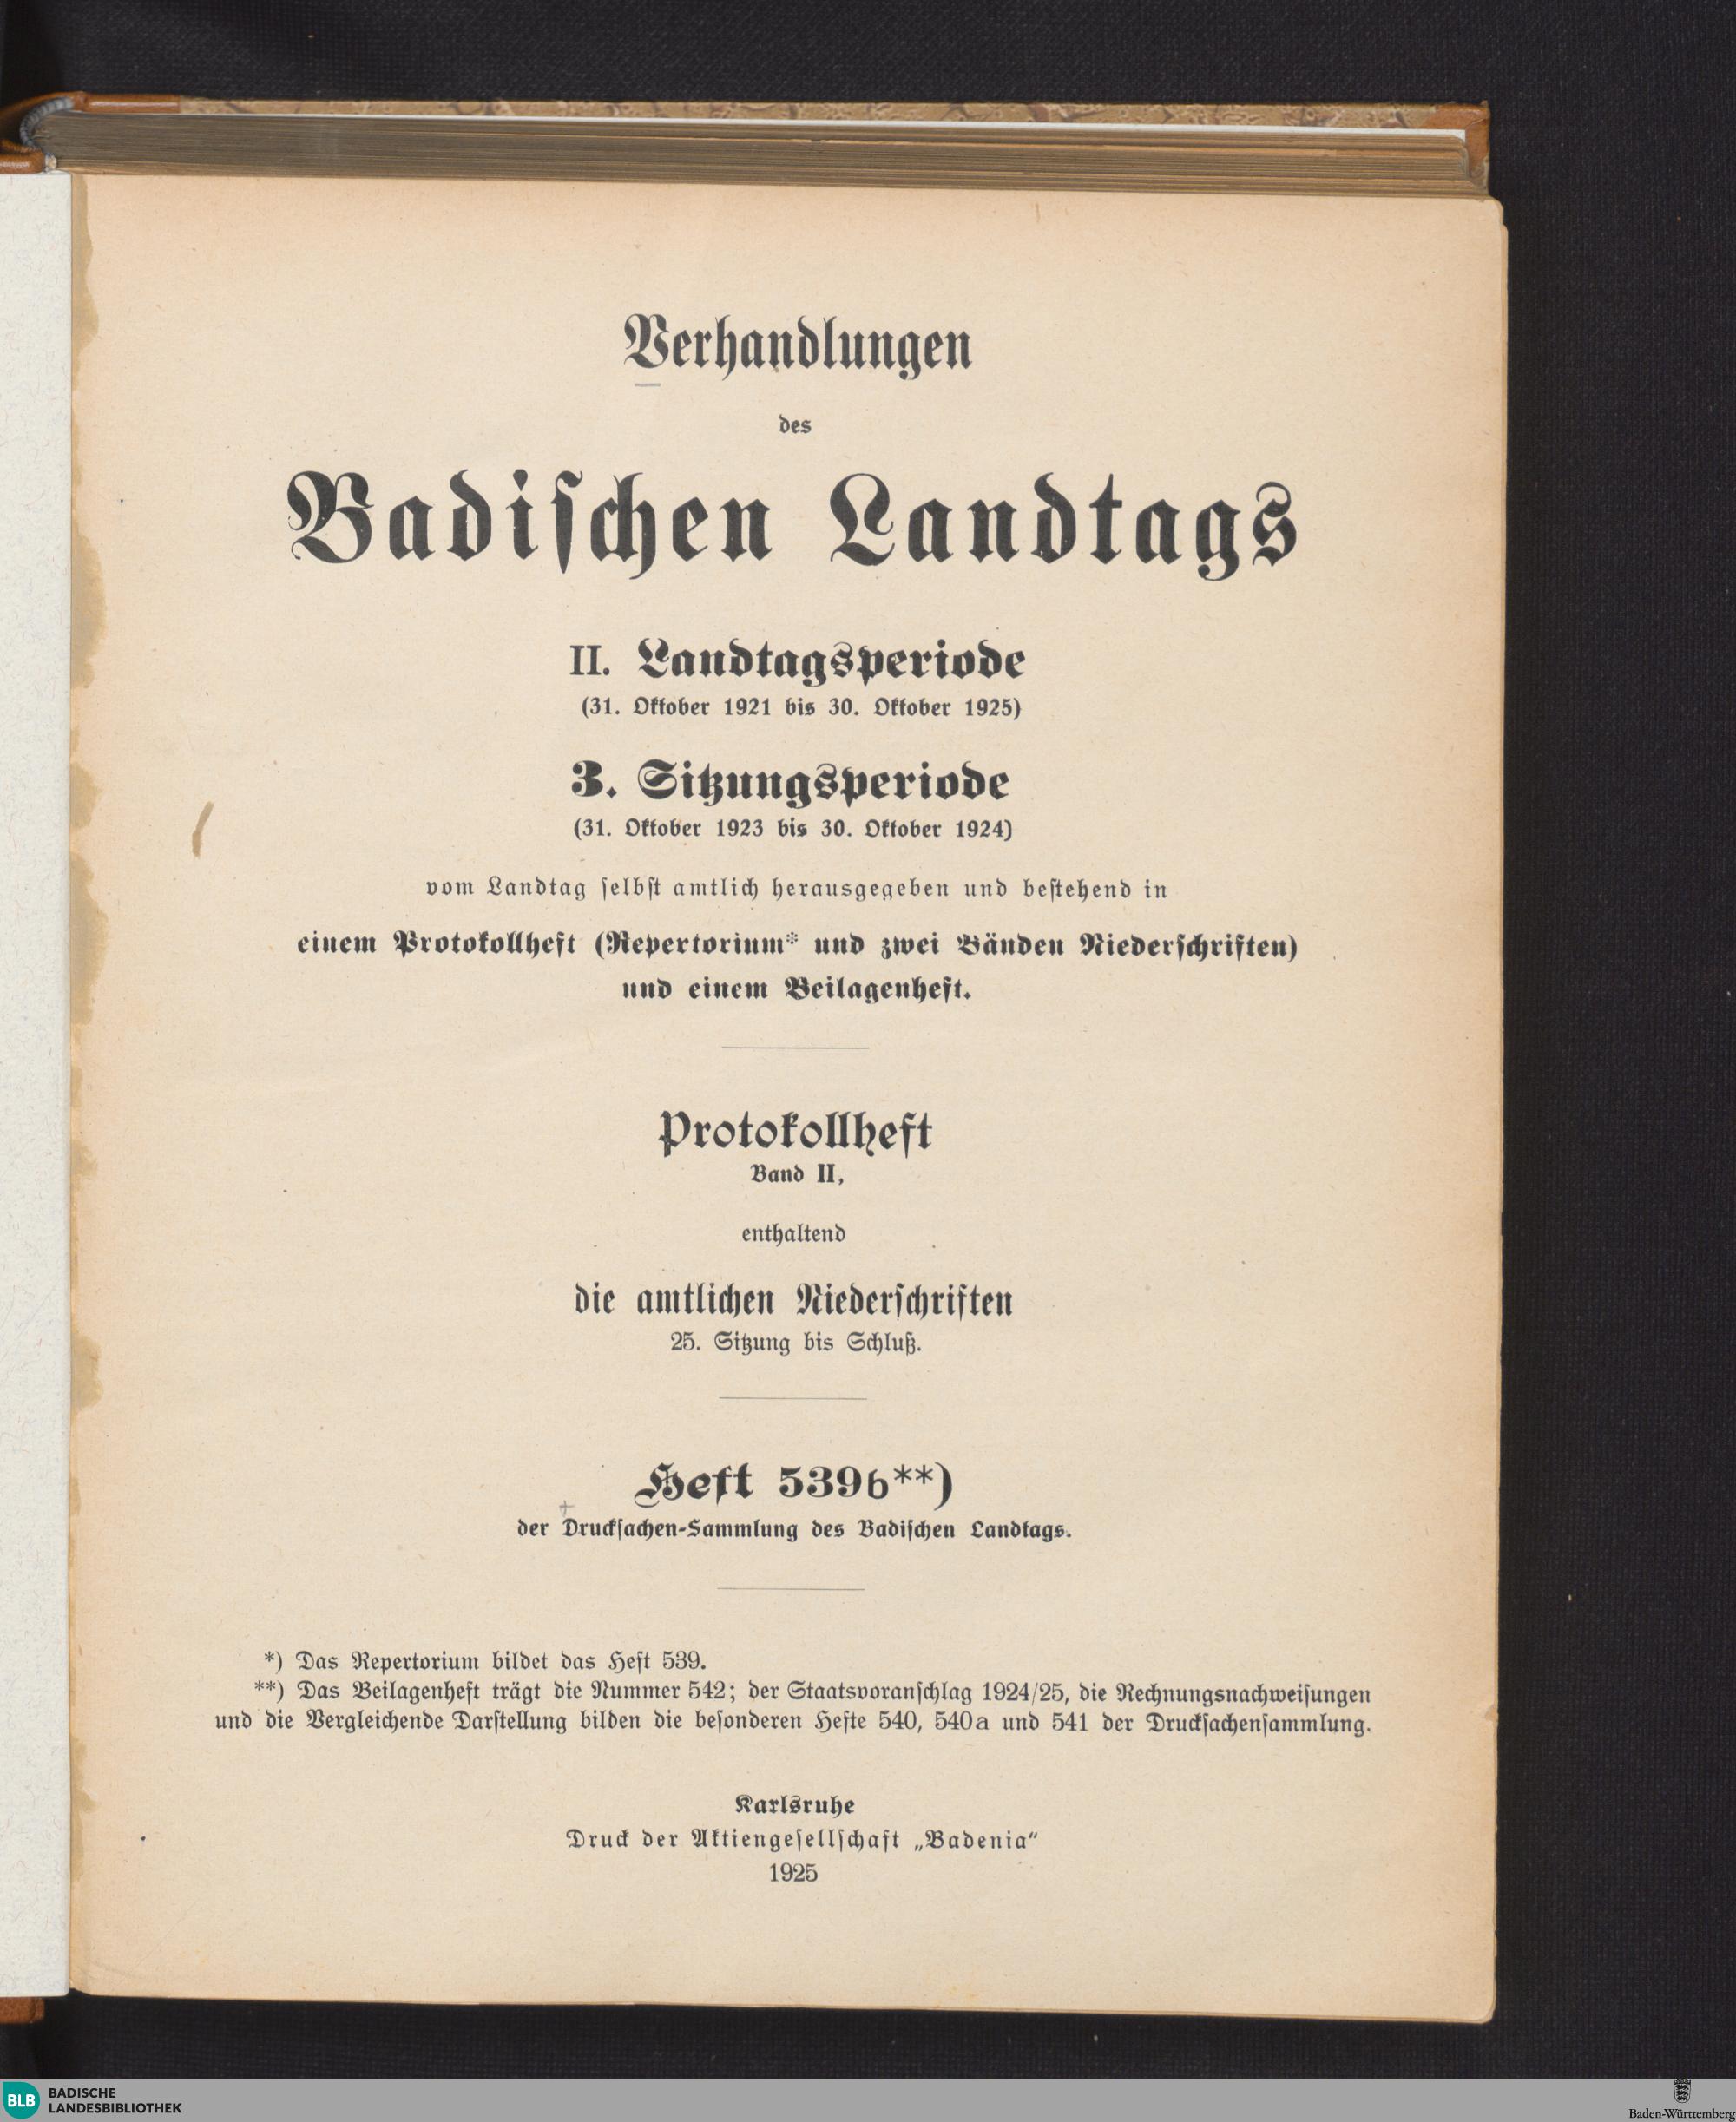 Verhandlungen
des
Badiſchen Landtags
II. Landtagsperiode
(31. Oktober 1921 bis 30. Oktober 1925)
3. Sitzungsperiode
(31. Oktober 1923 bis 30. Oktober 1924)
vom Landtag ſelbſt amtlich herausgegeben und beſtehend in
einem Protokollheft (Repertorium* und zwei Bänden Niederſchriften)
und einem Beilagenheft.
Protokollheft
Band II,
enthaltend
die amtlichen Niederſchriften
25. Sitzung bis Schluß.
Heft 539b**)
der Druckſachen-Sammlung des Badiſchen Landtags.
*) Das Repertorium bildet das Heft 539.
**) Das Beilagenheft trägt die Nummer 542; der Staatsvoranſchlag 1924/25, die Rechnungsnachweiſungen
und die Vergleichende Darſtellung bilden die beſonderen Hefte 540, 540a und 541 der Druckſachenſammlung.
Karlsruhe
Druck der Aktiengeſellſchaft „Badenia“
1925
BLB
BADISCHE
LANDESBIBLIOTHEK
Baden-Württemberg